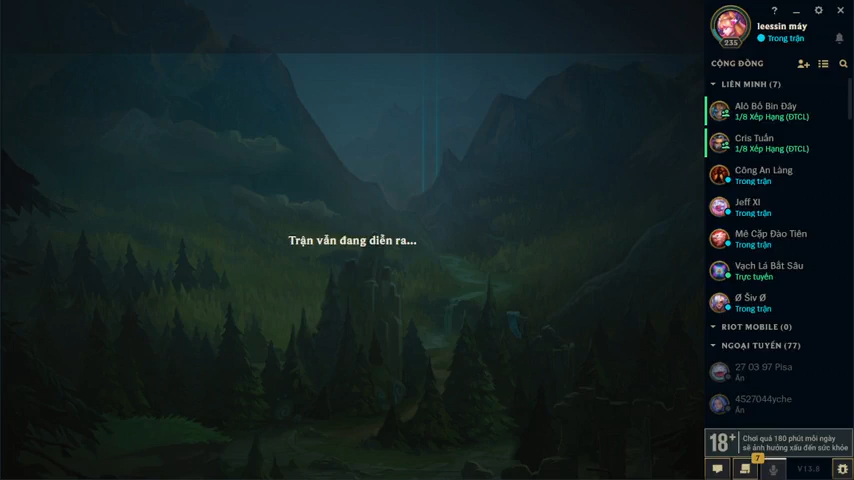 ?
leessin máy
235
Trong trận
CỘNG ĐỒNG
LIÊN MINH (7)
Alô Bồ Bin Đây
1/8 Xếp Hạng (ĐTCL)
Cris Tuấn
1/8 Xếp Hạng (ĐTCL)
Công An Làng
Trong trận
Jeff XI
Trong trận
Trận vẫn đang diễn ra...
Mê Cặp Đào Tiên
Trong trận
Vạch Lá Bắt Sâu
Trực tuyến
Ø Šiv Ø
Trong trận
RIOT MOBILE (0)
NGOẠI TUYẾN (77)
27 03 97 Pisa
Ẩn
4527044yche
Ẩn
18+
Chơi quá 180 phút mỗi ngày
sẽ ảnh hưởng xấu đến sức khỏe
7
V13.8